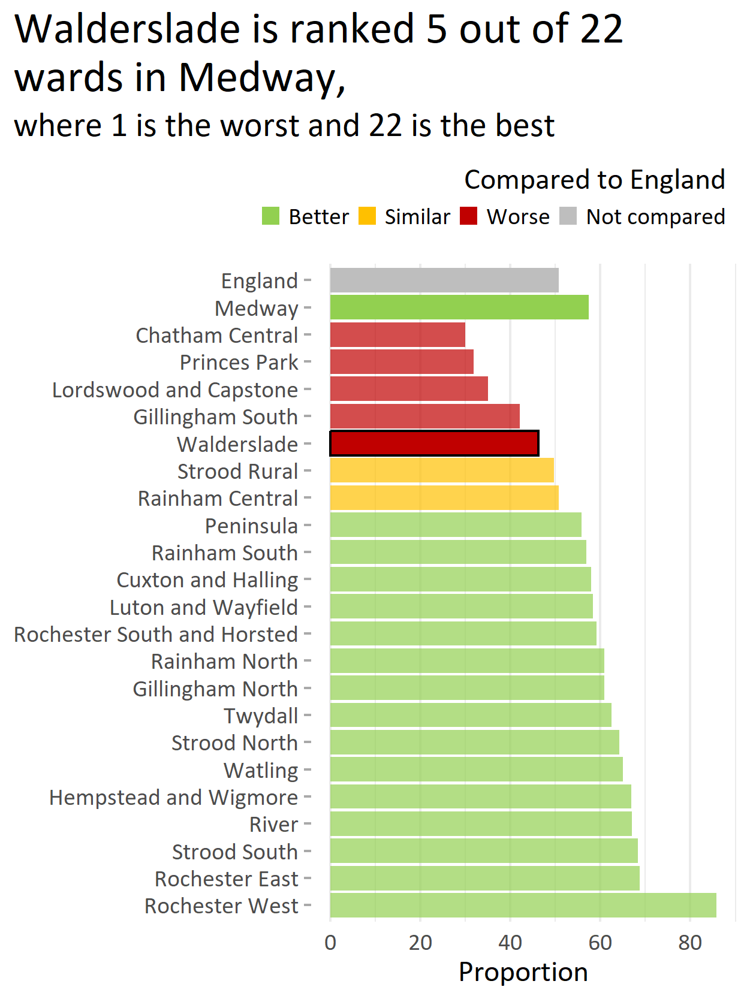 Walderslade is ranked 5 out of 22
wards in Medway,
where 1 is the worst and 22 is the best
Compared to England
Better Similar Worse Not compared
England
Medway
Chatham Central
Princes Park
Lordswood and Capstone
Gillingham South
Walderslade
Strood Rural
Rainham Central
Peninsula
Rainham South
Cuxton and Halling
Luton and Wayfield
Rochester South and Horsted
Rainham North
Gillingham North
Twydall
Strood North
Watling
Hempstead and Wigmore
River
Strood South
Rochester East
Rochester West
0 20 40 60 80
Proportion